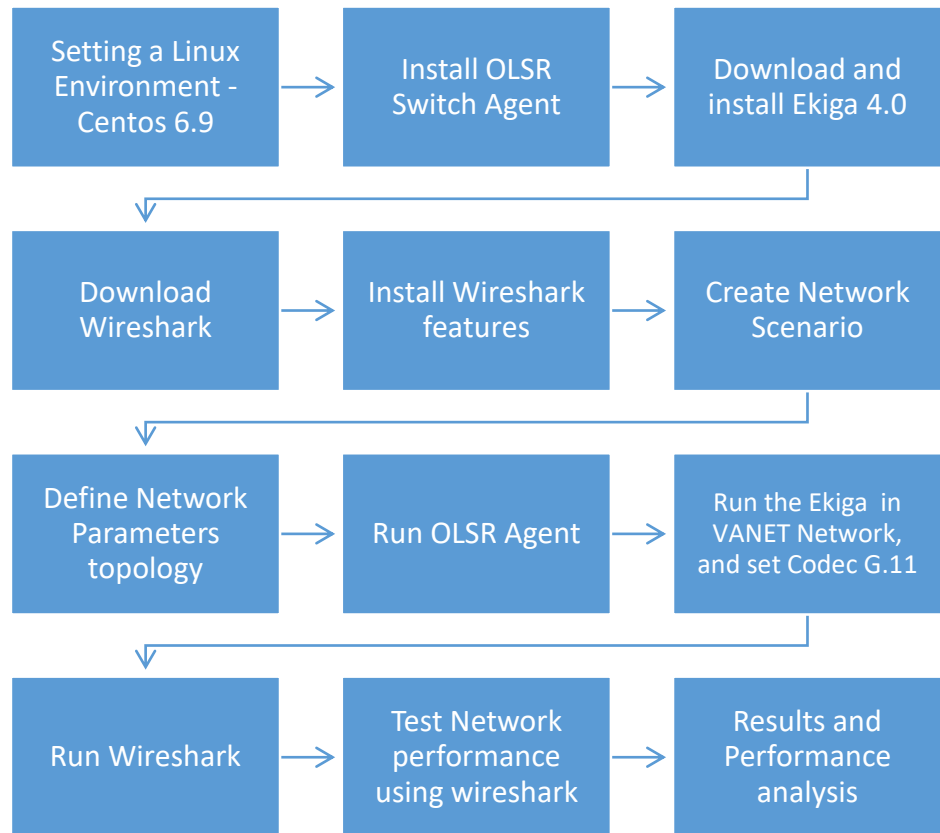 Setting a Linux
Environment -
Centos 6.9
Install OLSR
Switch Agent
Download and
install Ekiga 4.0
Download
Wireshark
Install Wireshark
features
Create Network
Scenario
Define Network
Parameters
topology
Run OLSR Agent
Run the Ekiga in
VANET Network,
and set Codec G.11
Run Wireshark
Test Network
performance
using wireshark
Results and
Performance
analysis